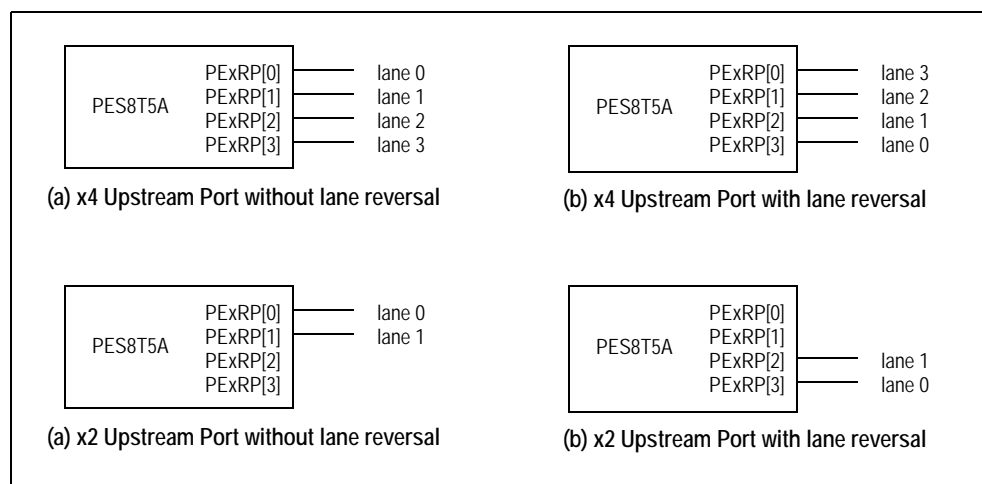 PES8T5A
PExRP[0] lane 0
PExRP[1] lane 1
PExRP[2] lane 2
PExRP[3] lane 3
(a) x4 Upstream Port without lane reversal
PES8T5A
PExRP[0] lane 3
PExRP[1] lane 2
PExRP[2] lane 1
PExRP[3] lane 0
(b) x4 Upstream Port with lane reversal
PES8T5A
PExRP[0] lane 0
PExRP[1] lane 1
PExRP[2]
PExRP[3]
(a) x2 Upstream Port without lane reversal
PES8T5A
PExRP[0]
PExRP[1]
PExRP[2] lane 1
PExRP[3] lane 0
(b) x2 Upstream Port with lane reversal